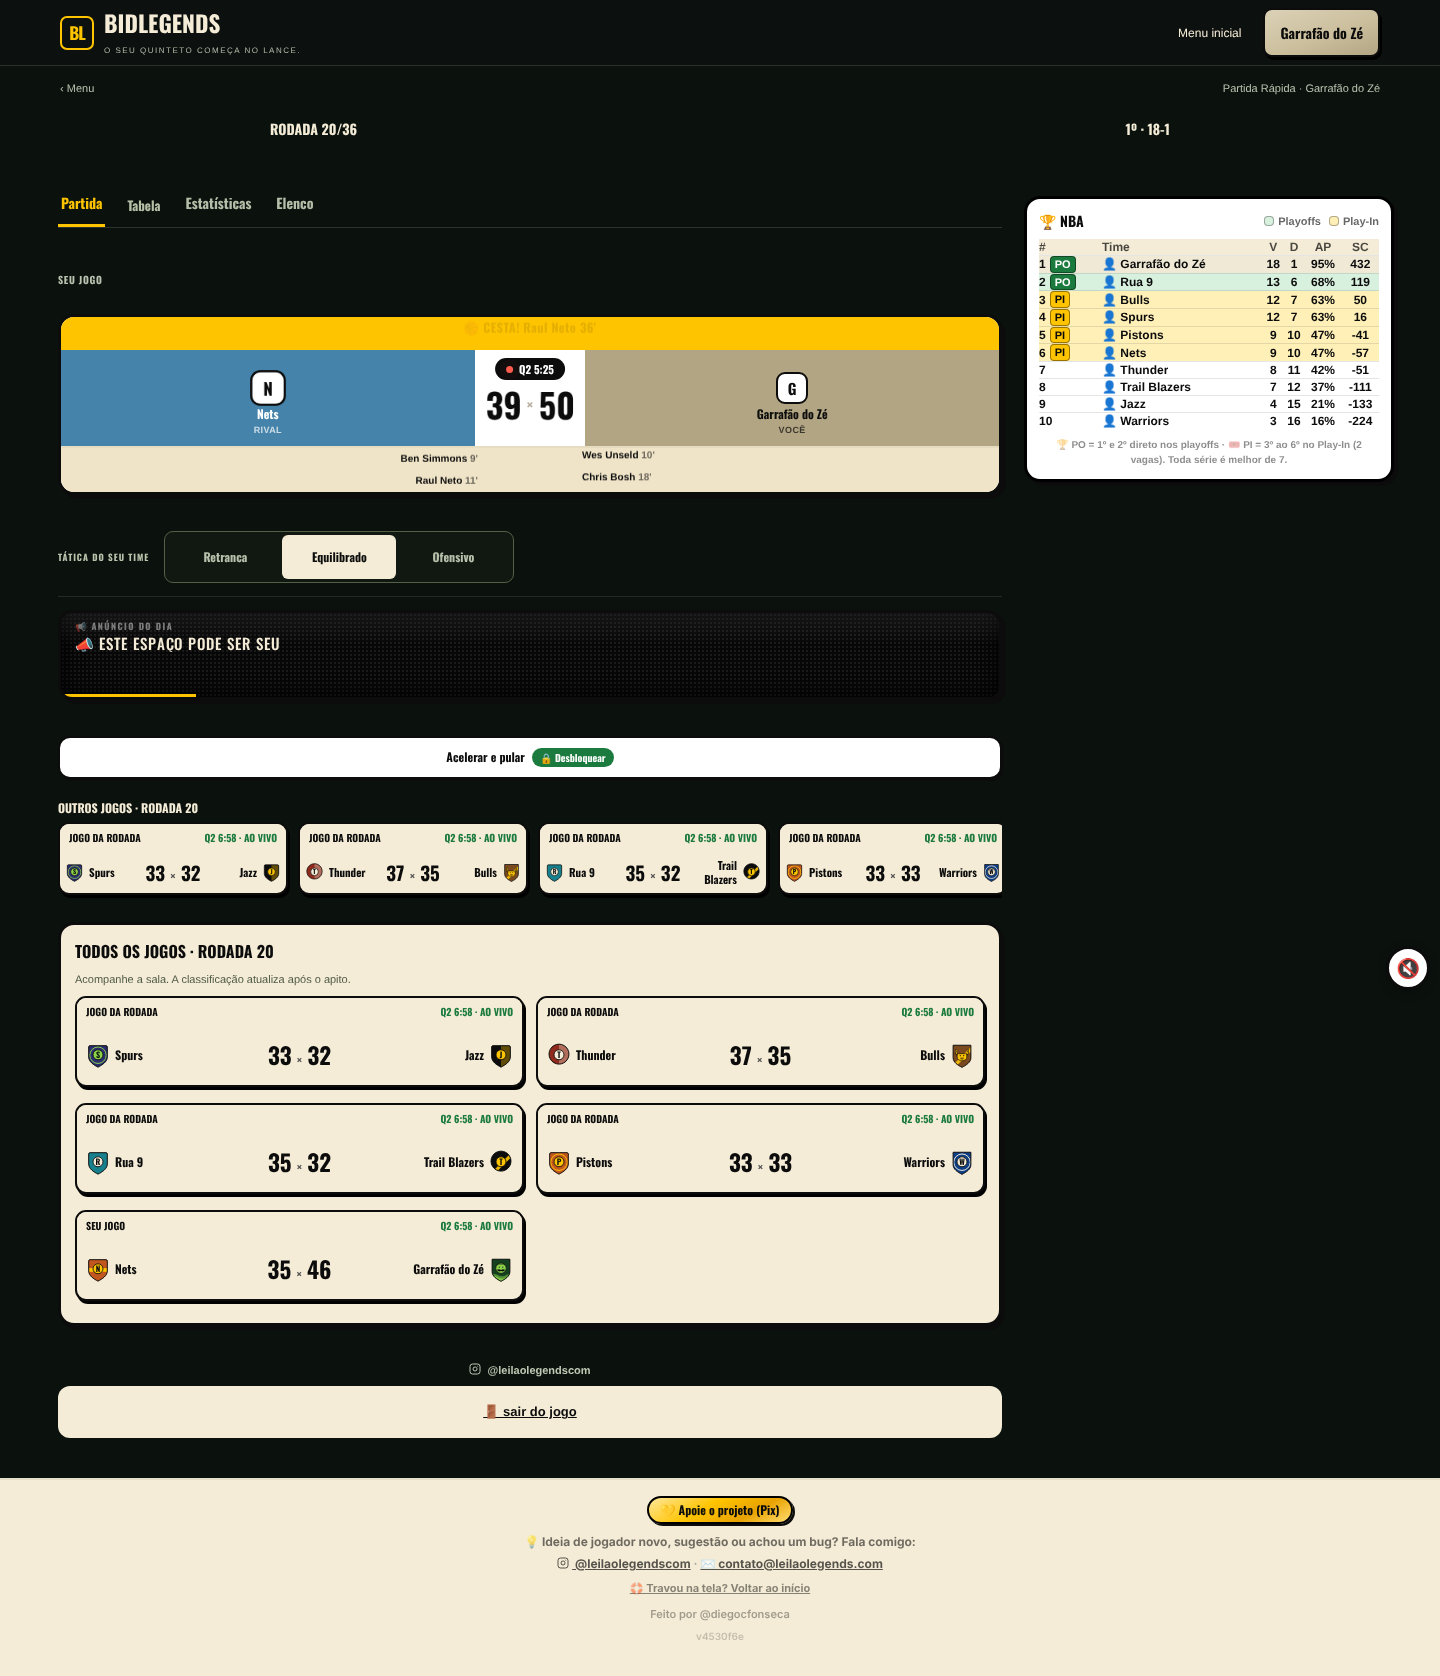 BL
BIDLEGENDS
O SEU QUINTETO COMEÇA NO LANCE.
Menu inicial
Garrafão do Zé
‹ Menu
Partida Rápida · Garrafão do Zé
RODADA 20/36
1º · 18-1
Partida
Tabela
Estatísticas
Elenco
SEU JOGO
CESTA! Raul Neto 36'
N
Nets
RIVAL
Q2 5:25
39 × 50
G
Garrafão do Zé
VOCÊ
Ben Simmons 9'
Raul Neto 11'
Wes Unseld 10'
Chris Bosh 18'
TÁTICA DO SEU TIME
Retranca
Equilibrado
Ofensivo
ANÚNCIO DO DIA
ESTE ESPAÇO PODE SER SEU
Acelerar e pular
Desbloquear
OUTROS JOGOS · RODADA 20
JOGO DA RODADA Q2 6:58 · AO VIVO
Spurs 33 × 32 Jazz
JOGO DA RODADA Q2 6:58 · AO VIVO
Thunder 37 × 35 Bulls
JOGO DA RODADA Q2 6:58 · AO VIVO
Rua 9 35 × 32 Trail Blazers
JOGO DA RODADA Q2 6:58 · AO VIVO
Pistons 33 × 33 Warriors
TODOS OS JOGOS · RODADA 20
Acompanhe a sala. A classificação atualiza após o apito.
JOGO DA RODADA Q2 6:58 · AO VIVO
Spurs 33 × 32 Jazz
JOGO DA RODADA Q2 6:58 · AO VIVO
Thunder 37 × 35 Bulls
JOGO DA RODADA Q2 6:58 · AO VIVO
Rua 9 35 × 32 Trail Blazers
JOGO DA RODADA Q2 6:58 · AO VIVO
Pistons 33 × 33 Warriors
SEU JOGO Q2 6:58 · AO VIVO
Nets 35 × 46 Garrafão do Zé
@leilaolegendscom
sair do jogo
NBA
Playoffs Play-In
# Time V D AP SC
1 PO Garrafão do Zé 18 1 95% 432
2 PO Rua 9 13 6 68% 119
3 PI Bulls 12 7 63% 50
4 PI Spurs 12 7 63% 16
5 PI Pistons 9 10 47% -41
6 PI Nets 9 10 47% -57
7 Thunder 8 11 42% -51
8 Trail Blazers 7 12 37% -111
9 Jazz 4 15 21% -133
10 Warriors 3 16 16% -224
PO = 1º e 2º direto nos playoffs · PI = 3º ao 6º no Play-In (2
vagas). Toda série é melhor de 7.
Apoie o projeto (Pix)
Ideia de jogador novo, sugestão ou achou um bug? Fala comigo:
@leilaolegendscom · contato@leilaolegends.com
Travou na tela? Voltar ao início
Feito por @diegocfonseca
v4530f6e